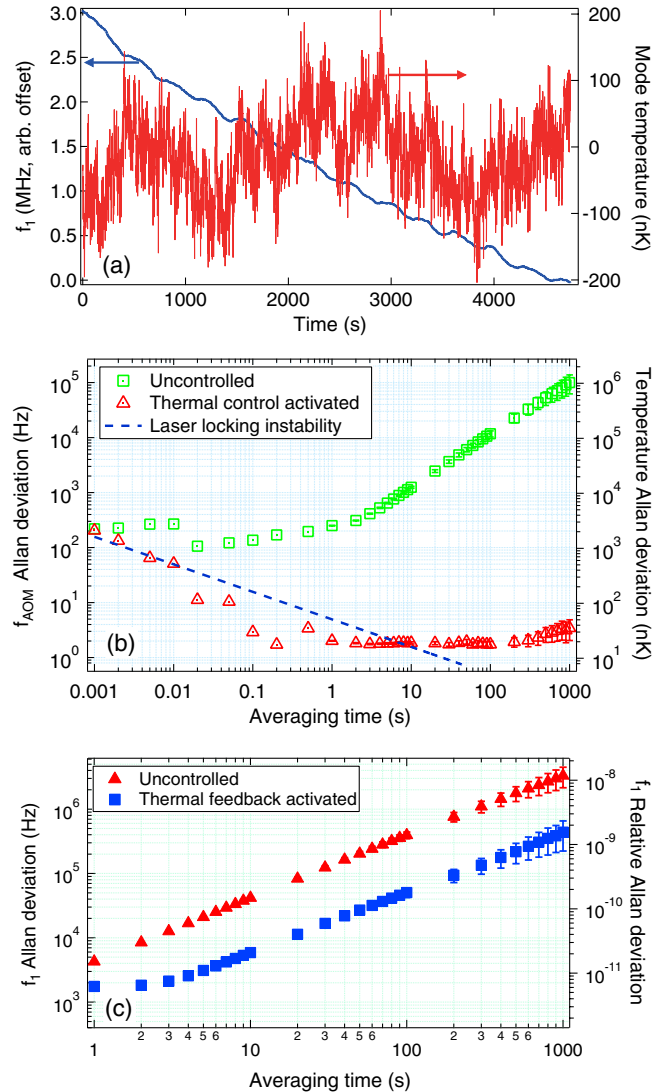 3.0
2.5
2.0
1.5
1.0
0.5
0.0
f1 (MHz, arb. offset)
200
100
0
-100
-200
Mode temperature (nK)
(a)
0 1000 2000 3000 4000
Time (s)
10^5
10^4
10^3
10^2
10^1
10^0
fAOM Allan deviation (Hz)
Uncontrolled
Thermal control activated
Laser locking instability
10^6
10^5
10^4
10^3
10^2
10^1
Temperature Allan deviation (nK)
(b)
0.001 0.01 0.1 1 10 100 1000
Averaging time (s)
10^6
10^5
10^4
10^3
f1 Allan deviation (Hz)
Uncontrolled
Thermal feedback activated
10^-8
10^-9
10^-10
10^-11
f1 Relative Allan deviation
(c)
1 2 3 4 5 6 10 2 3 4 5 6 100 2 3 4 5 6 1000
Averaging time (s)